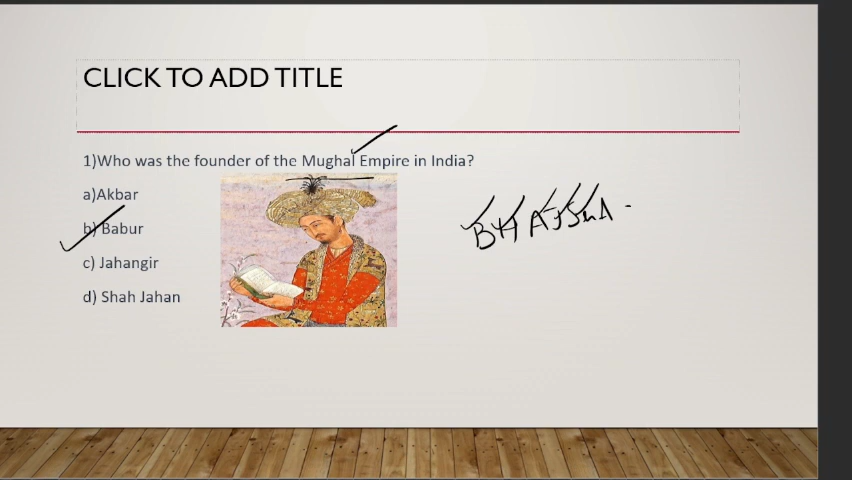 CLICK TO ADD TITLE
1)Who was the founder of the Mughal Empire in India?
a)Akbar
b) Babur
c) Jahangir
d) Shah Jahan